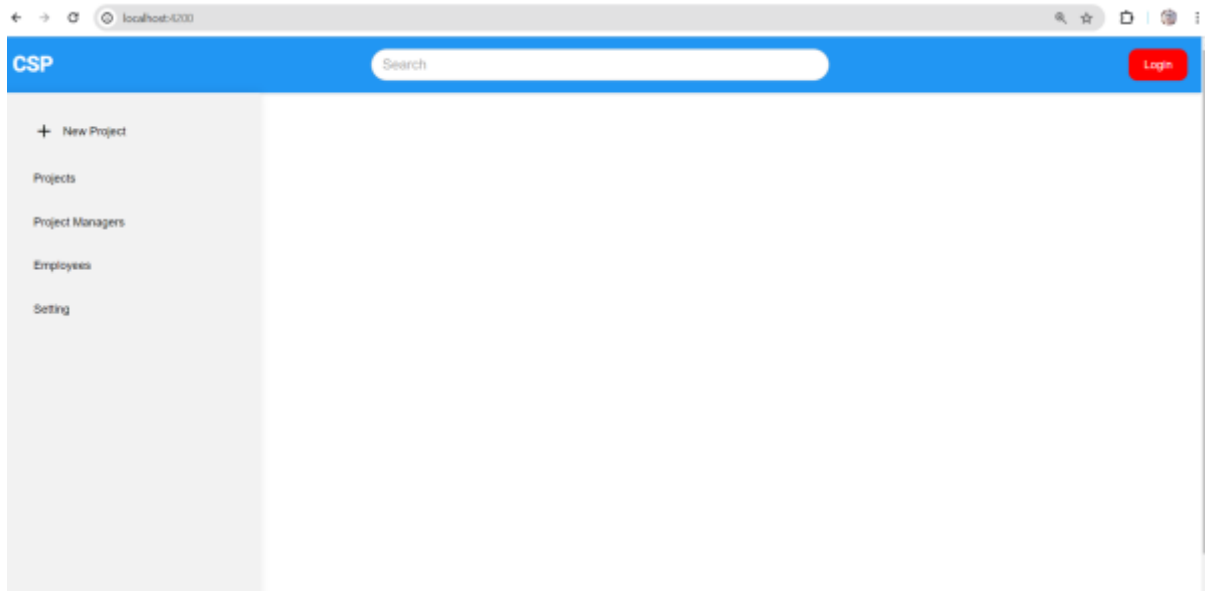 localhost:4200
CSP
Search
Login
New Project
Projects
Project Managers
Employees
Setting